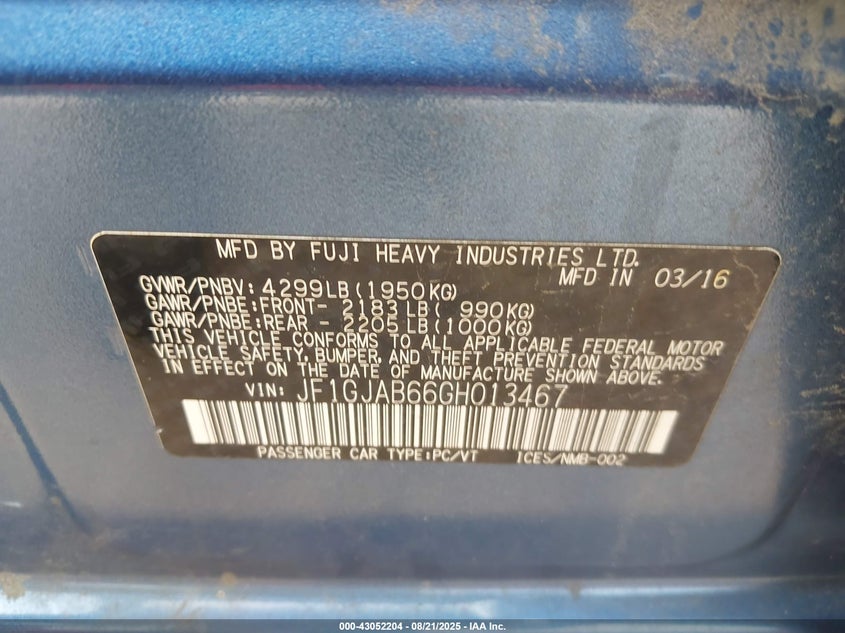 MFD BY FUJI HEAVY INDUSTRIES LTD.
MFD IN 03/16
GVWR/PNBV: 4299LB (1950KG)
GAWR/PNBE:FRONT- 2183LB( 990KG)
GAWR/PNBE:REAR - 2205LB(1000KG)
THIS VEHICLE CONFORMS TO ALL APPLICABLE FEDERAL MOTOR
VEHICLE SAFETY, BUMPER, AND THEFT PREVENTION STANDARDS
IN EFFECT ON THE DATE OF MANUFACTURE SHOWN ABOVE.
VIN: JF1GJAB66GH013467
PASSENGER CAR TYPE:PC/VT ICES/NMB-002
000-43052204 - 08/21/2025 - IAA Inc.